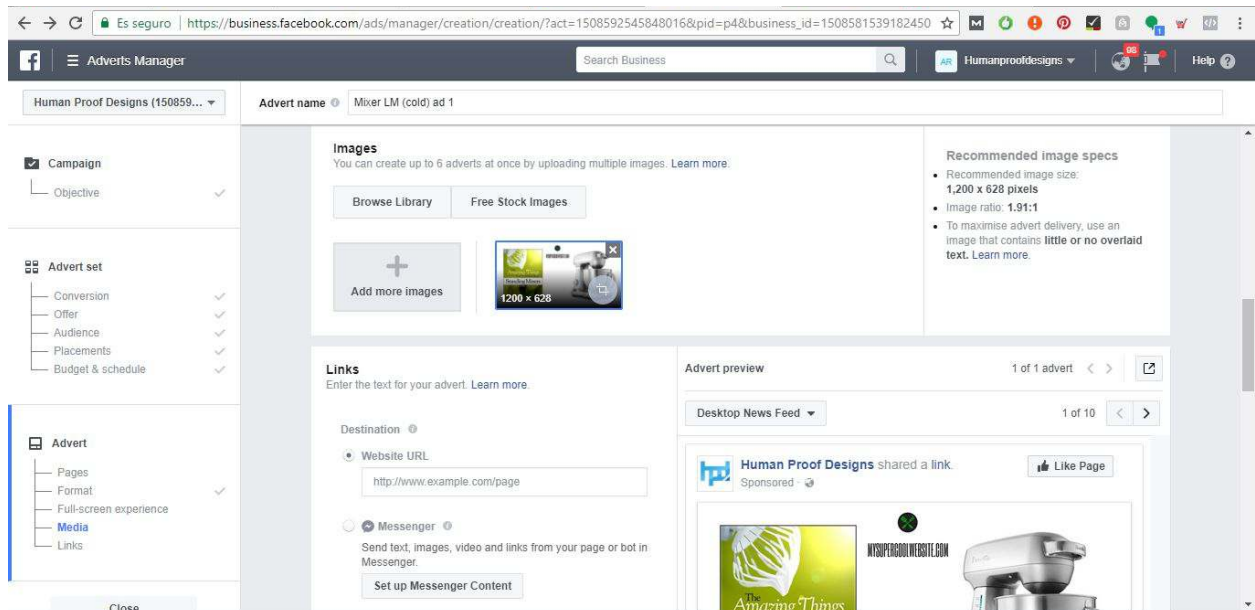 Es seguro | https://business.facebook.com/ads/manager/creation/creation/?act=1508592545848016&pid=p4&business_id=1508581539182450
Adverts Manager
Search Business
AR Humanproofdesigns
98
1
Help
Human Proof Designs (150859...
Advert name
Mixer LM (cold) ad 1
Campaign
Objective
Advert set
Conversion
Offer
Audience
Placements
Budget & schedule
Advert
Pages
Format
Full-screen experience
Media
Links
Close
Images
You can create up to 6 adverts at once by uploading multiple images. Learn more.
Browse Library
Free Stock Images
Add more images
Amazing Things
1200 × 628
Recommended image specs
Recommended image size:
1,200 x 628 pixels
Image ratio: 1.91:1
To maximise advert delivery, use an
image that contains little or no overlaid
text. Learn more.
Links
Enter the text for your advert. Learn more.
Destination
Website URL
http://www.example.com/page
Messenger
Send text, images, video and links from your page or bot in
Messenger.
Set up Messenger Content
Advert preview
1 of 1 advert
Desktop News Feed
1 of 10
hpd
Human Proof Designs shared a link.
Sponsored ·
Like Page
MYSUPERCOOLWEBSITE.COM
The
Amazing Things